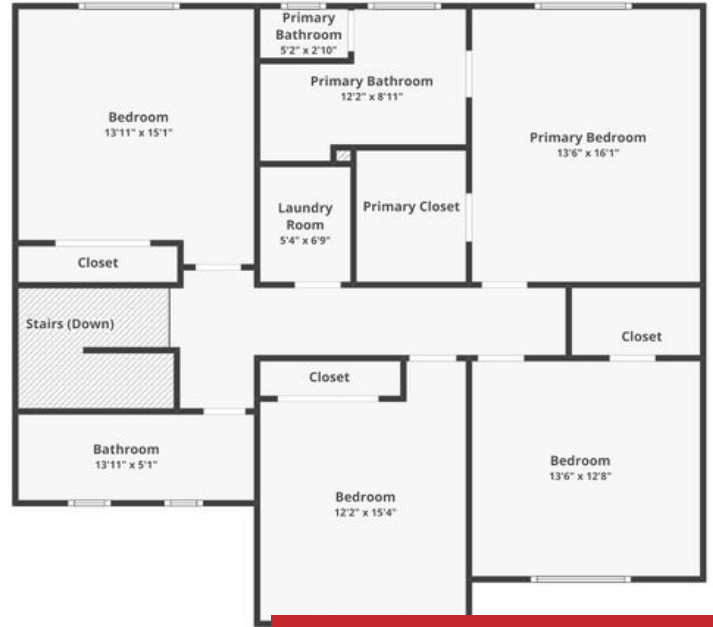 Primary
Bathroom
5'2" x 2'10"
Primary Bathroom
12'2" x 8'11"
Bedroom
13'11" x 15'1"
Primary Bedroom
13'6" x 16'1"
Laundry
Room
5'4" x 6'9"
Primary Closet
Closet
Stairs (Down)
Closet
Closet
Bathroom
13'11" x 5'1"
Bedroom
13'6" x 12'8"
Bedroom
12'2" x 15'4"